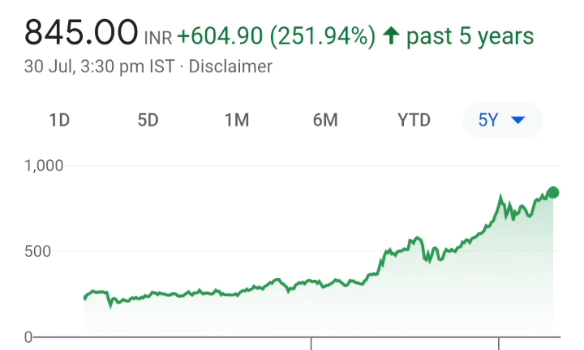 845.00 INR +604.90 (251.94%) ↑ past 5 years
30 Jul, 3:30 pm IST · Disclaimer
1D 5D 1M 6M YTD 5Y
1,000
500
0